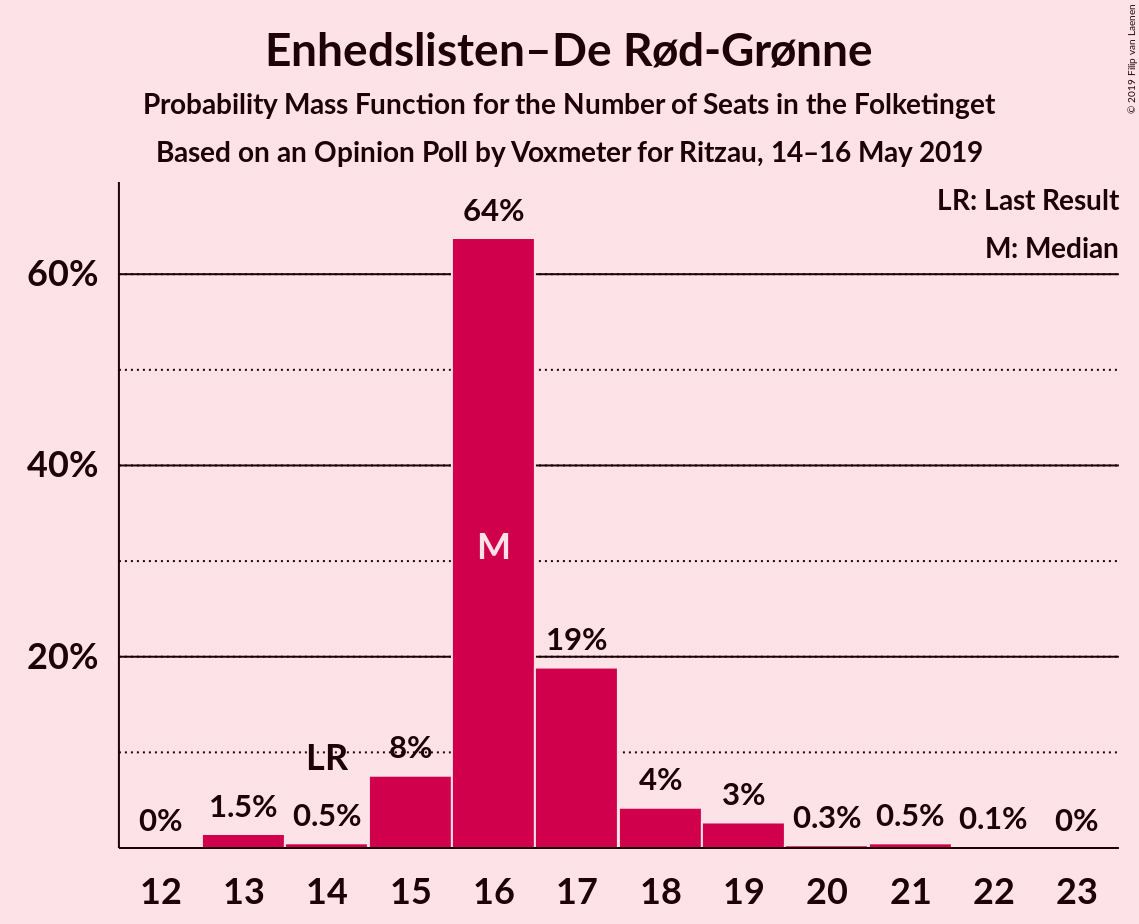 Enhedslisten–De Rød-Grønne
Probability Mass Function for the Number of Seats in the Folketinget
Based on an Opinion Poll by Voxmeter for Ritzau, 14–16 May 2019
© 2019 Filip van Laenen
LR: Last Result
M: Median
64%
60%
40%
M
19%
20%
LR
8%
4%
3%
0%
1.5%
0.5%
0.3%
0.5%
0.1%
0%
12 13 14 15 16 17 18 19 20 21 22 23